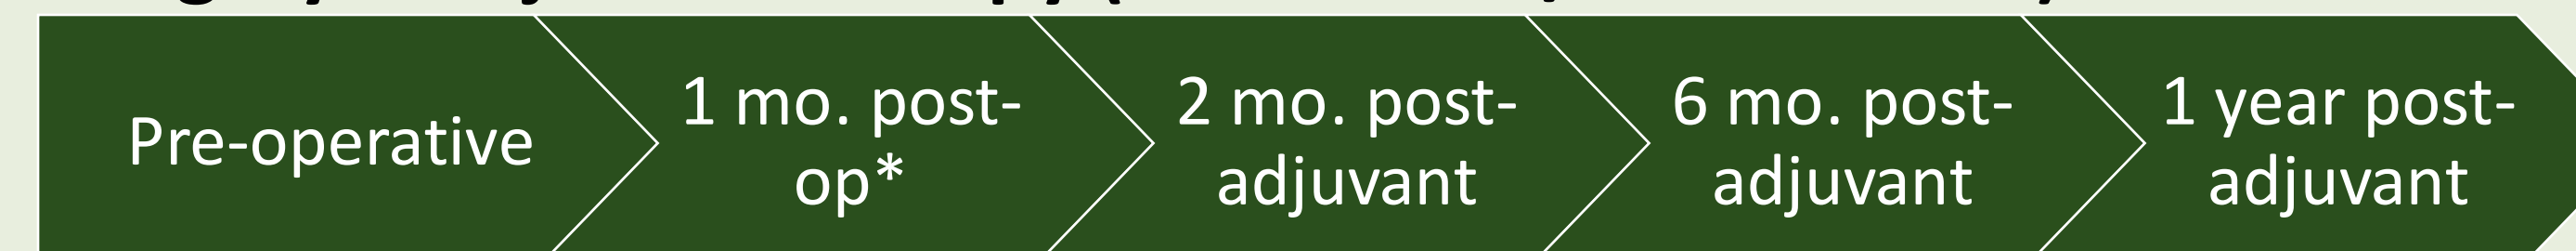 Pre-operative
1 mo. post-
op*
2 mo. post-
adjuvant
6 mo. post-
adjuvant
1 year post-
adjuvant